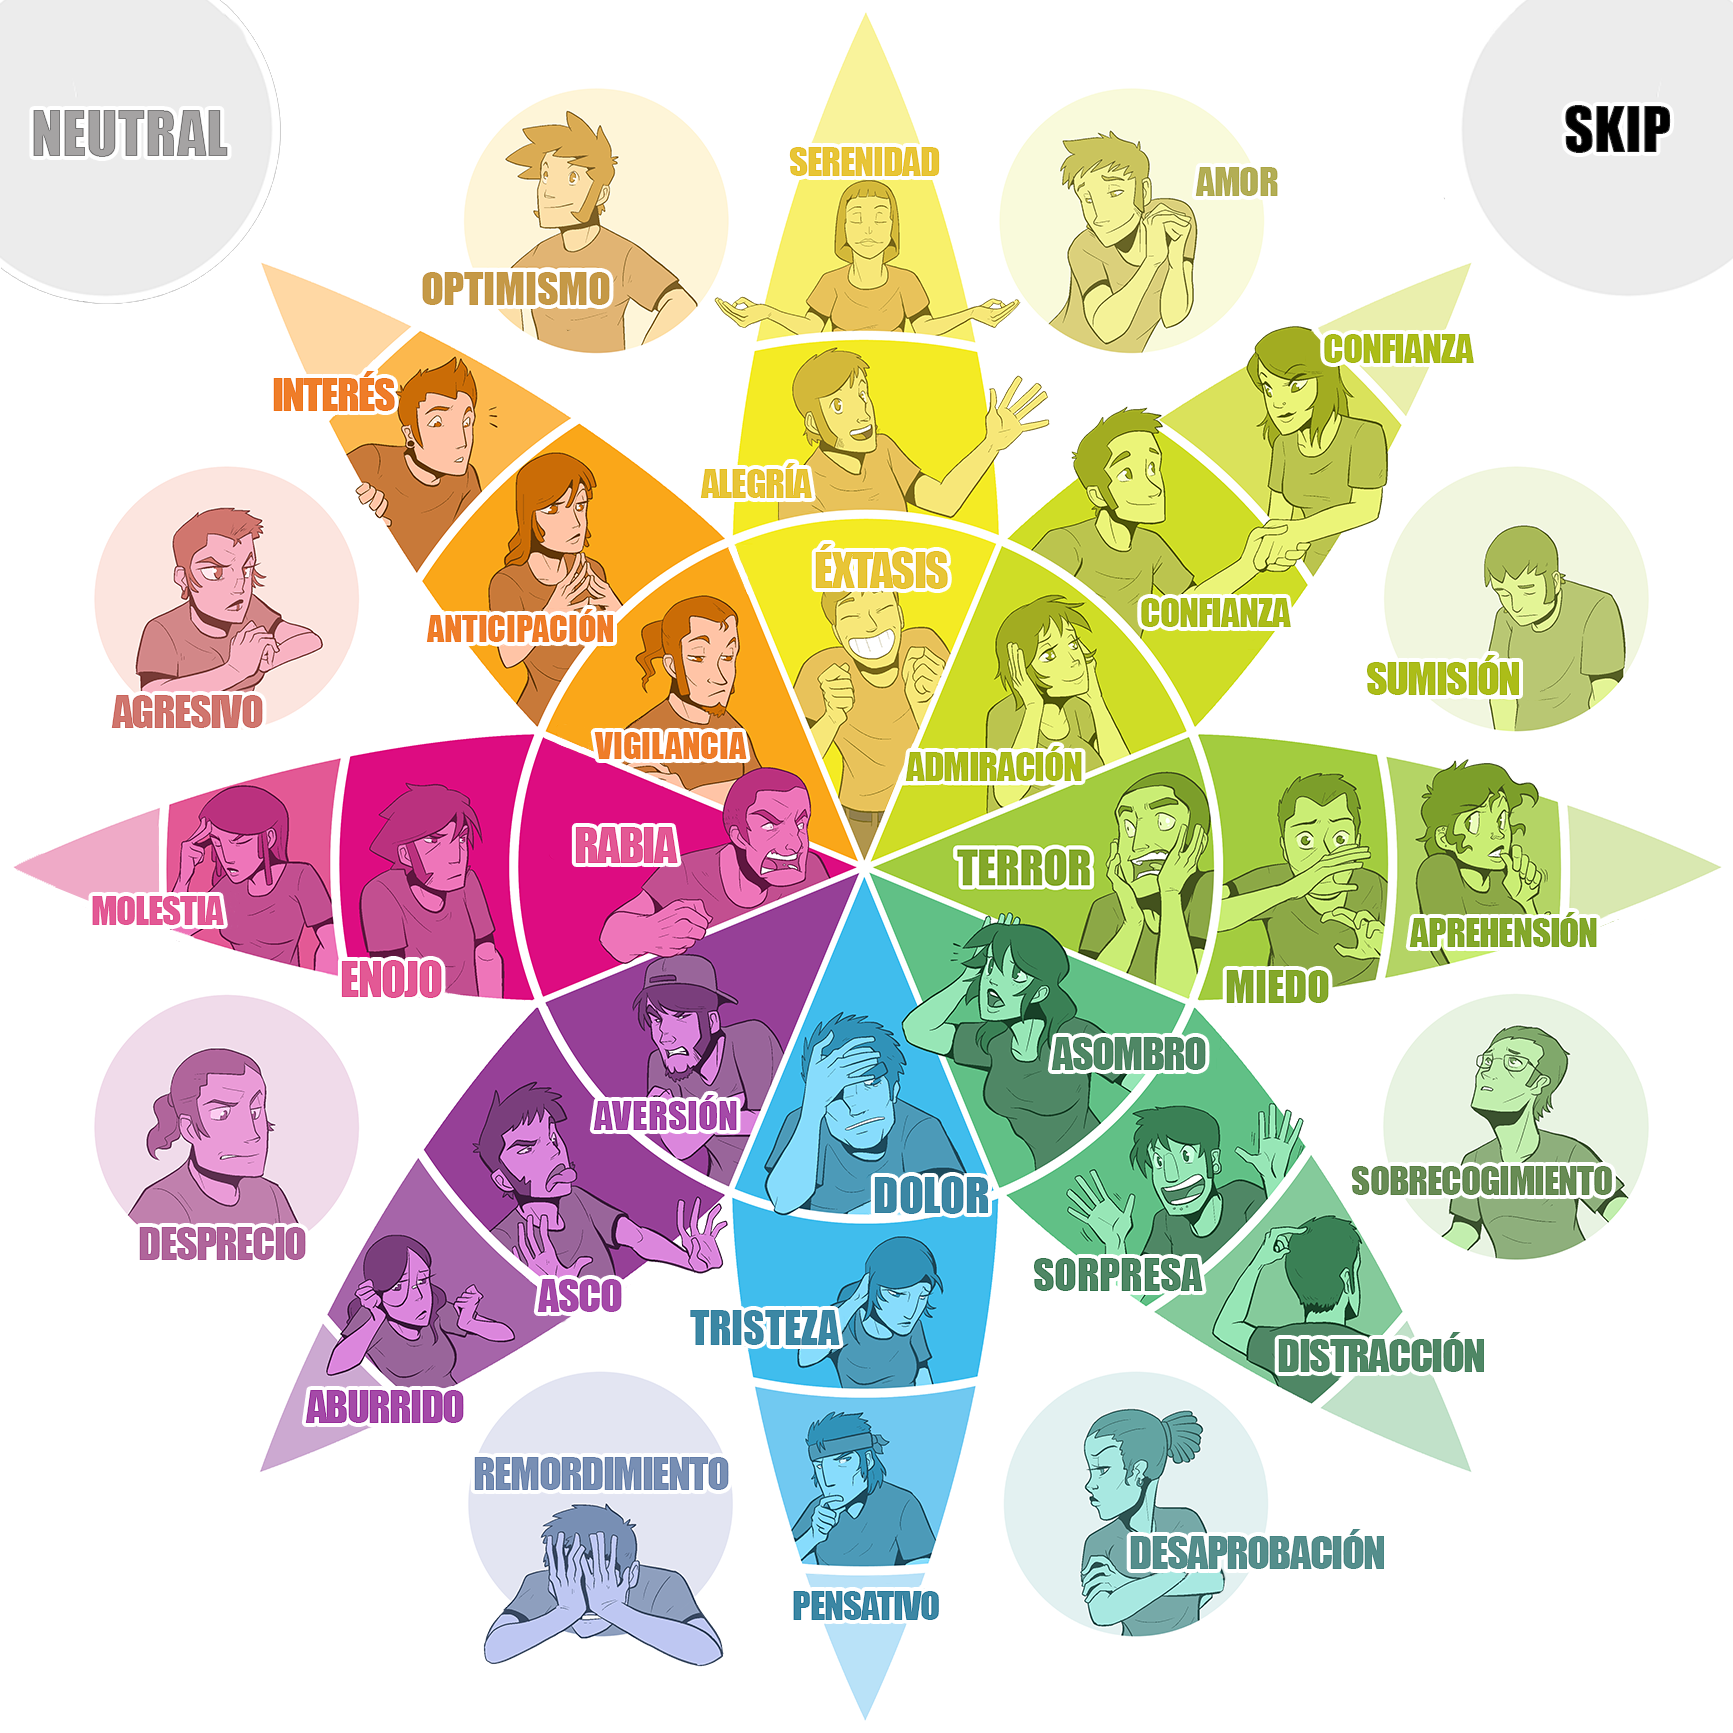 NEUTRAL
SKIP
SERENIDAD
AMOR
OPTIMISMO
CONFIANZA
INTERÉS
ALEGRÍA
ÉXTASIS
CONFIANZA
ANTICIPACIÓN
SUMISIÓN
AGRESIVO
VIGILANCIA
ADMIRACIÓN
RABIA
TERROR
MOLESTIA
APREHENSIÓN
ENOJO
MIEDO
ASOMBRO
AVERSIÓN
SOBRECOGIMIENTO
DOLOR
DESPRECIO
SORPRESA
ASCO
TRISTEZA
DISTRACCIÓN
ABURRIDO
REMORDIMIENTO
DESAPROBACIÓN
PENSATIVO